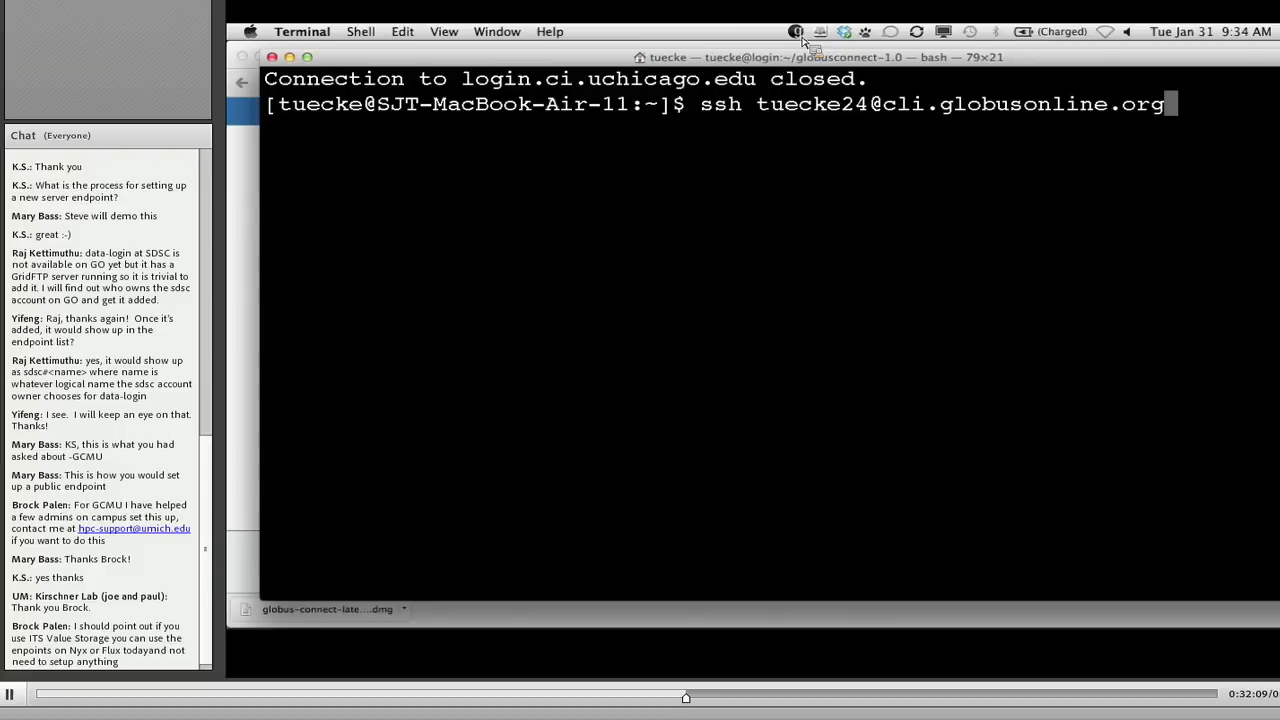 Terminal Shell Edit View Window Help (Charged) Tue Jan 31 9:34 AM
tuecke — tuecke@login:~/globusconnect-1.0 — bash — 79×21
Connection to login.ci.uchicago.edu closed.
[tuecke@SJT-MacBook-Air-11:~]$ ssh tuecke24@cli.globusonline.org
Chat (Everyone)
K.S.: Thank you
K.S.: What is the process for setting up
a new server endpoint?
Mary Bass: Steve will demo this
K.S.: great :-)
Raj Kettimuthu: data-login at SDSC is
not available on GO yet but it has a
GridFTP server running so it is trivial to
add it. I will find out who owns the sdsc
account on GO and get it added.
Yifeng: Raj, thanks again! Once it's
added, it would show up in the
endpoint list?
Raj Kettimuthu: yes, it would show up
as sdsc#<name> where name is
whatever logical name the sdsc account
owner chooses for data-login
Yifeng: I see. I will keep an eye on that.
Thanks!
Mary Bass: KS, this is what you had
asked about -GCMU
Mary Bass: This is how you would set
up a public endpoint
Brock Palen: For GCMU I have helped
a few admins on campus set this up,
contact me at hpc-support@umich.edu
if you want to do this
Mary Bass: Thanks Brock!
K.S.: yes thanks
UM: Kirschner Lab (joe and paul):
Thank you Brock.
Brock Palen: I should point out if you
use ITS Value Storage you can use the
enpoints on Nyx or Flux todayand not
need to setup anything
globus-connect-late....dmg
0:32:09/0